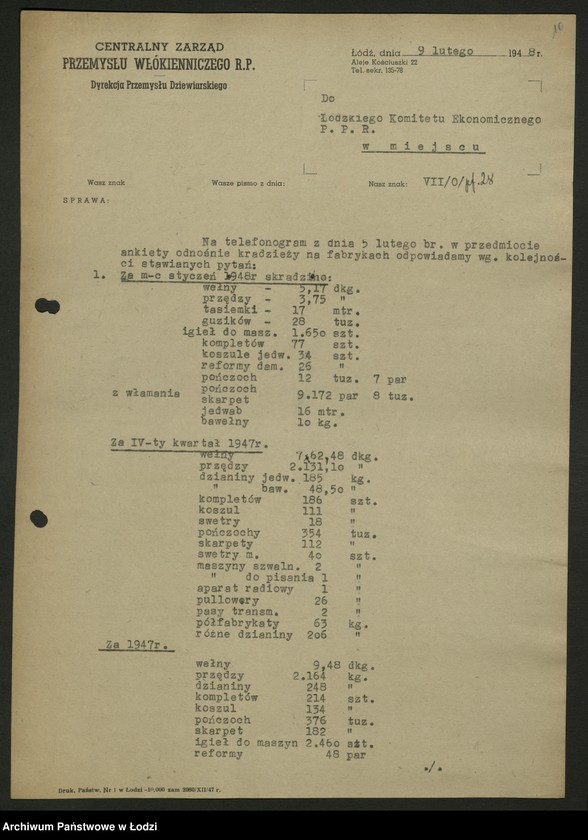 CENTRALNY ZARZĄD
PRZEMYSŁU WŁÓKIENNICZEGO R.P.
Dyrekcja Przemysłu Dziewiarskiego
Łódź, dnia 9 lutego 1948 r.
Aleje Kościuszki 22
Tel. sekr. 135-78
Do
Łódzkiego Komitetu Ekonomicznego
P. P. R.
w miejscu
Wasz znak Wasze pismo z dnia: Nasz znak: VII/O/pf.28
SPRAWA:
Na telefonogram z dnia 5 lutego br. w przedmiocie
ankiety odnośnie kradzieży na fabrykach odpowiadamy wg. kolejnoś-
ci stawianych pytań:
1. Za m-c styczeń 1948r skradziono:
wełny - 5,17 dkg.
przędzy - 3,75 "
tasiemki - 17 mtr.
guzików - 28 tuz.
igieł do masz. 1.650 szt.
kompletów 77 szt.
koszule jedw. 34 szt.
reformy dam. 26 "
pończoch 12 tuz. 7 par
z włamania pończoch
skarpet 9.172 par 8 tuz.
jedwab 16 mtr.
bawełny 10 kg.
Za IV-ty kwartał 1947r.
wełny 7,62,48 dkg.
przędzy 2.131,10 "
dzianiny jedw. 185 kg.
" baw. 48,50 "
kompletów 186 szt.
koszul 111 "
swetry 18 "
pończochy 354 tuz.
skarpety 112 "
swetry m. 40 szt.
maszyny szwaln. 2 "
" do pisania 1 "
aparat radiowy 1 "
pullowery 26 "
pasy transm. 2 "
półfabrykaty 63 kg.
różne dzianiny 206 "
Za 1947r.
wełny 9,48 dkg.
przędzy 2.164 kg.
dzianiny 248 "
kompletów 214 szt.
koszul 134 "
pończoch 376 tuz.
skarpet 182 "
igieł do maszyn 2.460 szt.
reformy 48 par
./.
Druk. Państw. Nr 1 w Łodzi
Archiwum Państwowe w Łodzi